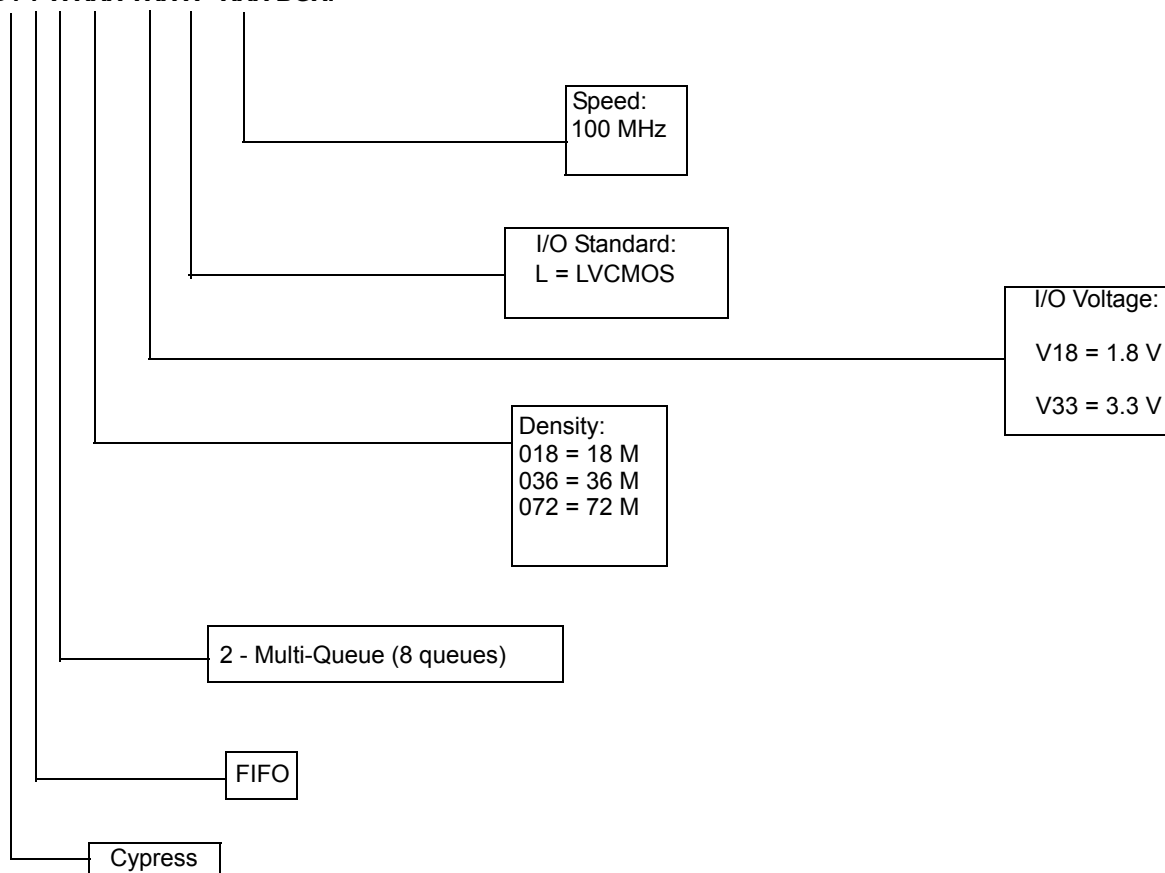 Speed:
100 MHz
I/O Standard:
L = LVCMOS
I/O Voltage:
V18 = 1.8 V
V33 = 3.3 V
Density:
018 = 18 M
036 = 36 M
072 = 72 M
2 - Multi-Queue (8 queues)
FIFO
Cypress